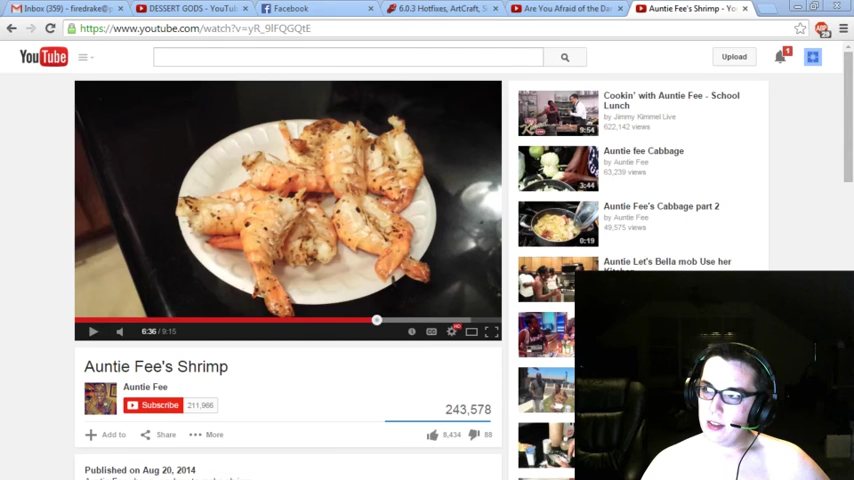 Inbox (359) - firedrake@g
DESSERT GODS - YouTub
Facebook
6.0.3 Hotfixes, ArtCraft, S
Are You Afraid of the Dar
Auntie Fee's Shrimp - Yo
https://www.youtube.com/watch?v=yR_9IFQGQtE
YouTube
Upload
1
6:36 / 9:15
Auntie Fee's Shrimp
Auntie Fee
Subscribe 211,966
243,578
Add to Share More
8,434 88
Published on Aug 20, 2014
Cookin' with Auntie Fee - School
Lunch
by Jimmy Kimmel Live
622,142 views
9:54
Auntie fee Cabbage
by Auntie Fee
63,239 views
3:44
Auntie Fee's Cabbage part 2
by Auntie Fee
49,575 views
0:19
Auntie Let's Bella mob Use her